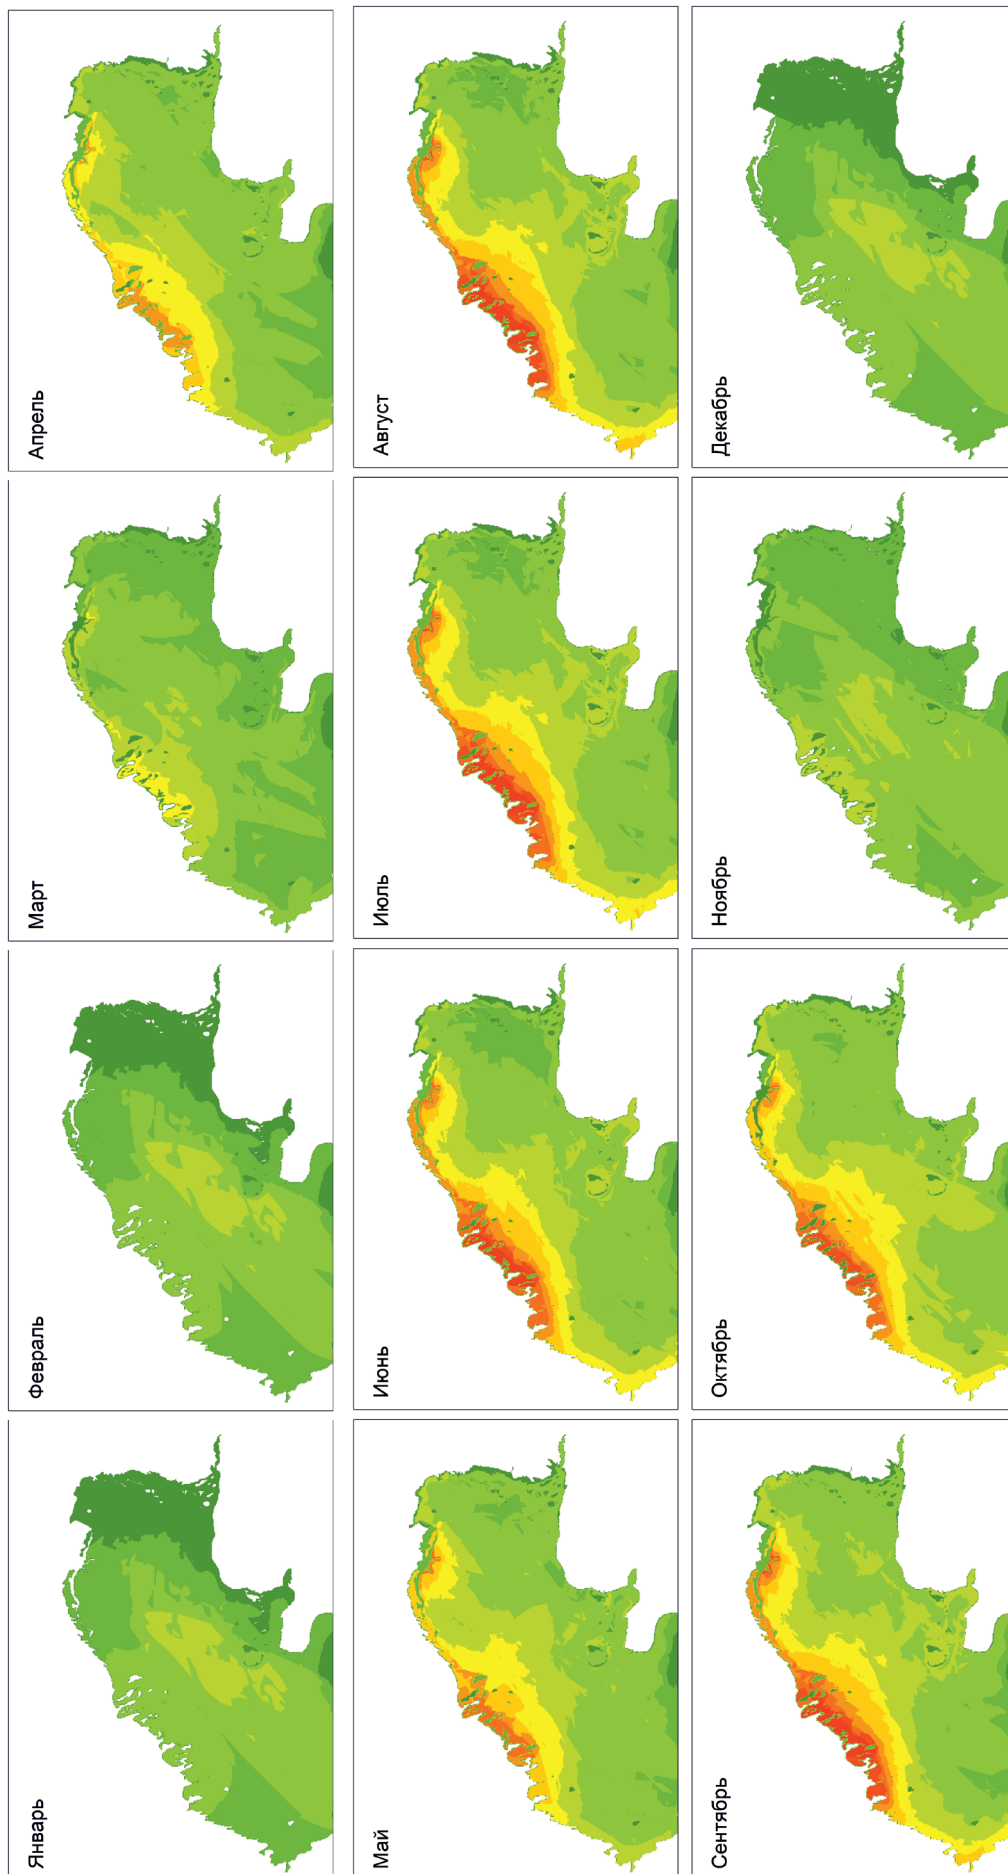 Январь
Февраль
Март
Апрель
Май
Июнь
Июль
Август
Сентябрь
Октябрь
Ноябрь
Декабрь